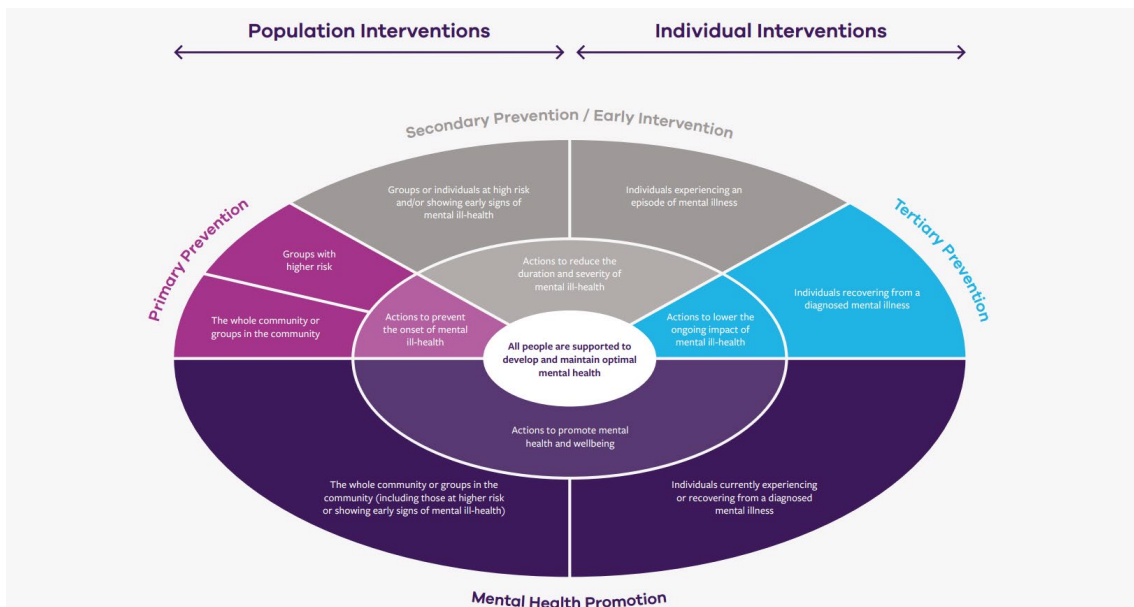 Population Interventions
Individual Interventions
Secondary Prevention / Early Intervention
Groups or individuals at high risk
and/or showing early signs of
mental ill-health
Individuals experiencing an
episode of mental illness
Primary Prevention
Groups with
higher risk
Actions to reduce the
duration and severity of
mental ill-health
Tertiary Prevention
The whole community or
groups in the community
Actions to prevent
the onset of mental
ill-health
Actions to lower the
ongoing impact of
mental ill-health
Individuals recovering from a
diagnosed mental illness
All people are supported to
develop and maintain optimal
mental health
Actions to promote mental
health and wellbeing
The whole community or groups in the
community (including those at higher risk
or showing early signs of mental ill-health)
Individuals currently experiencing
or recovering from a diagnosed
mental illness
Mental Health Promotion